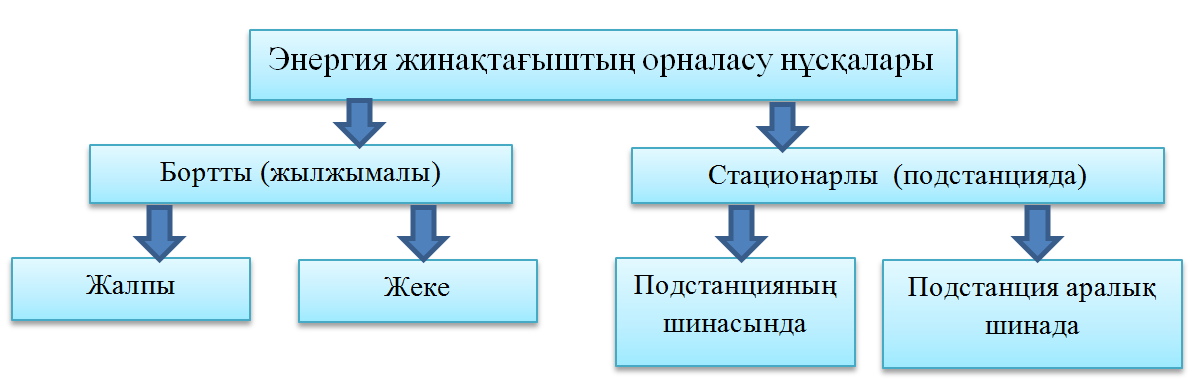 Энергия жинақтағыштың орналасу нұсқалары
Бортты (жылжымалы)
Стационарлы (подстанцияда)
Жалпы
Жеке
Подстанцияның
шинасында
Подстанция аралық
шинада